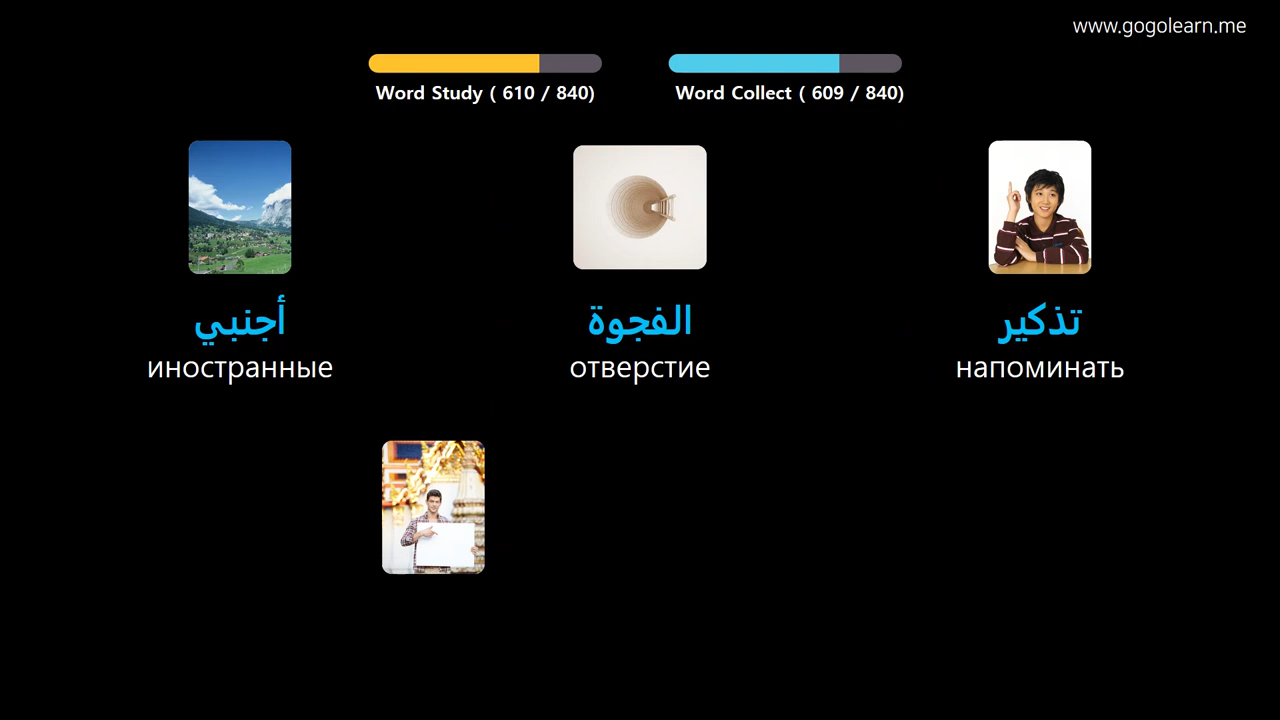 www.gogolearn.me
Word Study ( 610 / 840)
Word Collect ( 609 / 840)
أجنبي
иностранные
الفجوة
отверстие
تذكير
напоминать